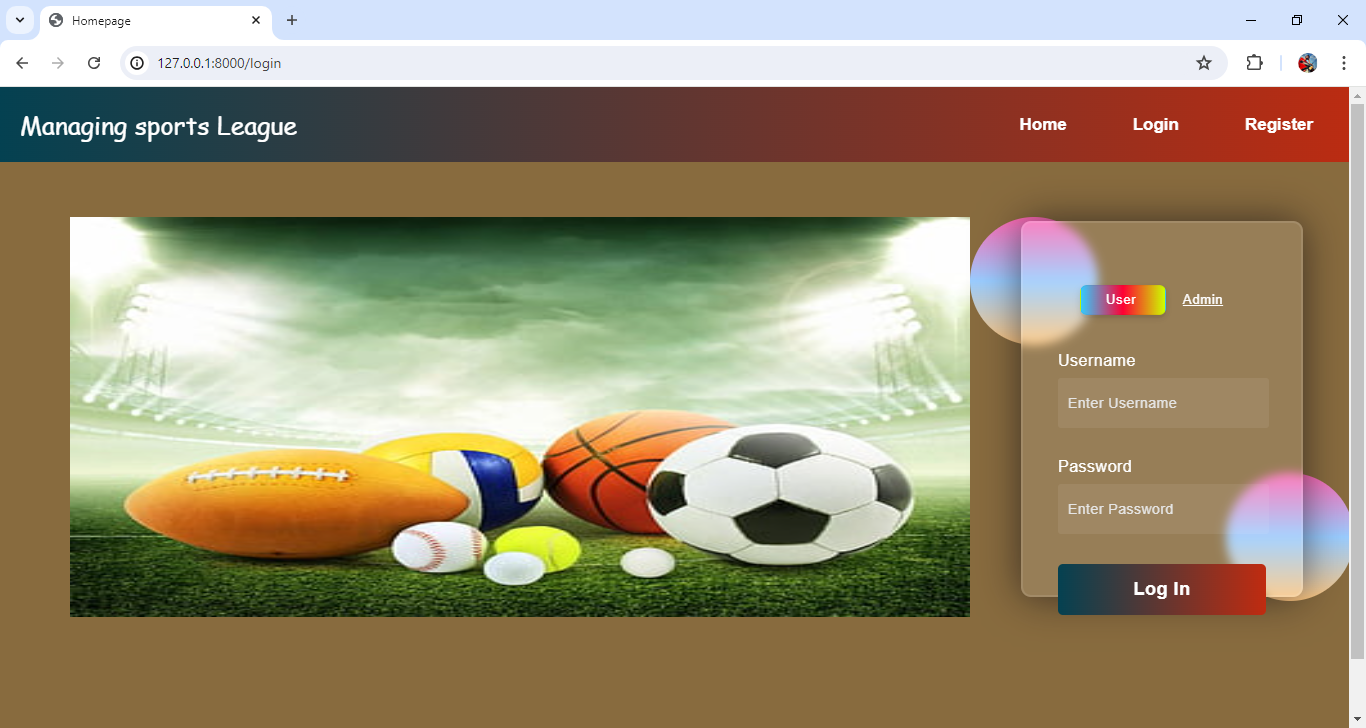 Homepage
127.0.0.1:8000/login
Managing sports League
Home Login Register
User Admin
Username
Enter Username
Password
Enter Password
Log In